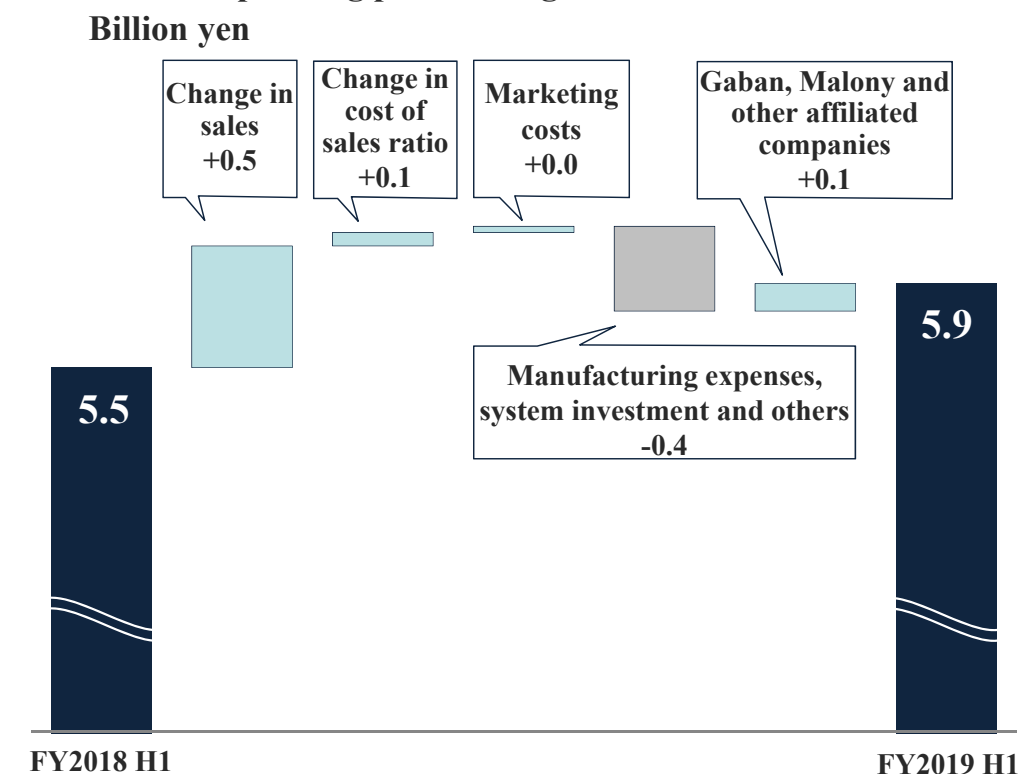 Billion yen
Change in
sales
+0.5
Change in
cost of
sales ratio
+0.1
Marketing
costs
+0.0
Gaban, Malony and
other affiliated
companies
+0.1
5.9
5.5
Manufacturing expenses,
system investment and others
-0.4
FY2018 H1
FY2019 H1